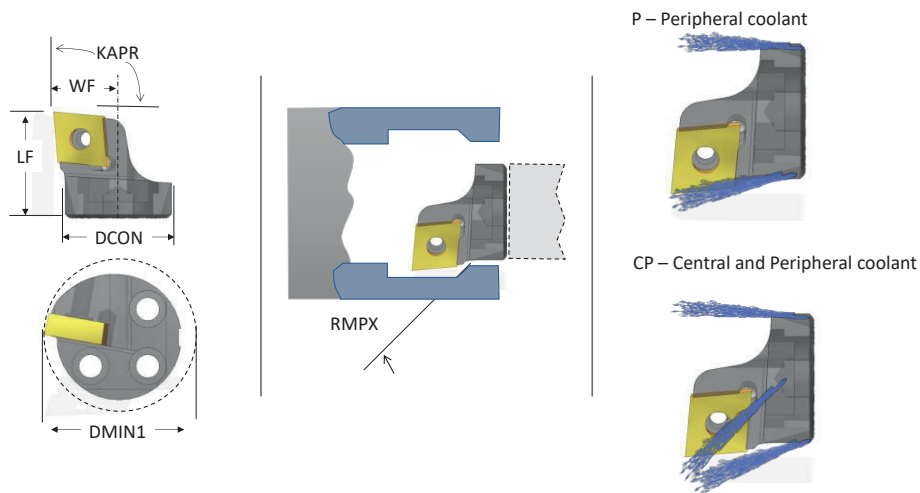 KAPR
WF
LF
DCON
DMIN1
RMPX
P – Peripheral coolant
CP – Central and Peripheral coolant